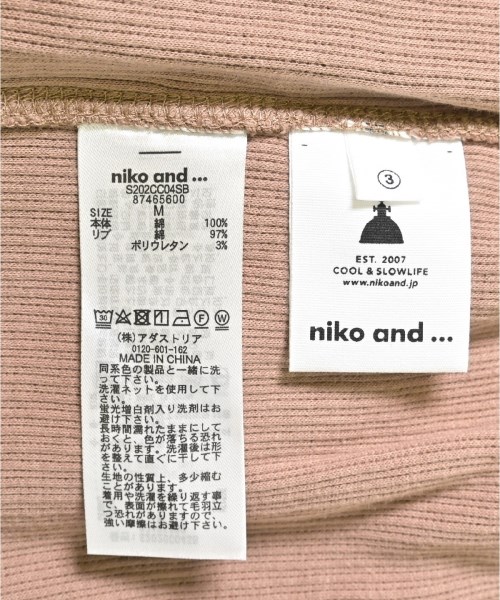 niko and ...
S202CC04SB
87465600
SIZE M
本体 綿 100%
リブ 綿 97%
ポリウレタン 3%
30 F W
(株)アダストリア
0120-601-162
MADE IN CHINA
同系色の製品と一緒に洗
って下さい。
洗濯ネットを使用して下
さい。
蛍光増白剤入り洗剤はお
避け下さい。
長時間濡れたままにして
おくと、色が落ちる恐れ
があります。洗濯後は形
を整えて直ぐに干して下
さい。
生地の性質上、多少縮む
ことがあります。
着用や洗濯を繰り返す事
で、表面が擦れて毛羽立
つ恐れがありますので、
強い摩擦はお避け下さい。
3
EST. 2007
COOL & SLOWLIFE
www.nikoand.jp
niko and ...